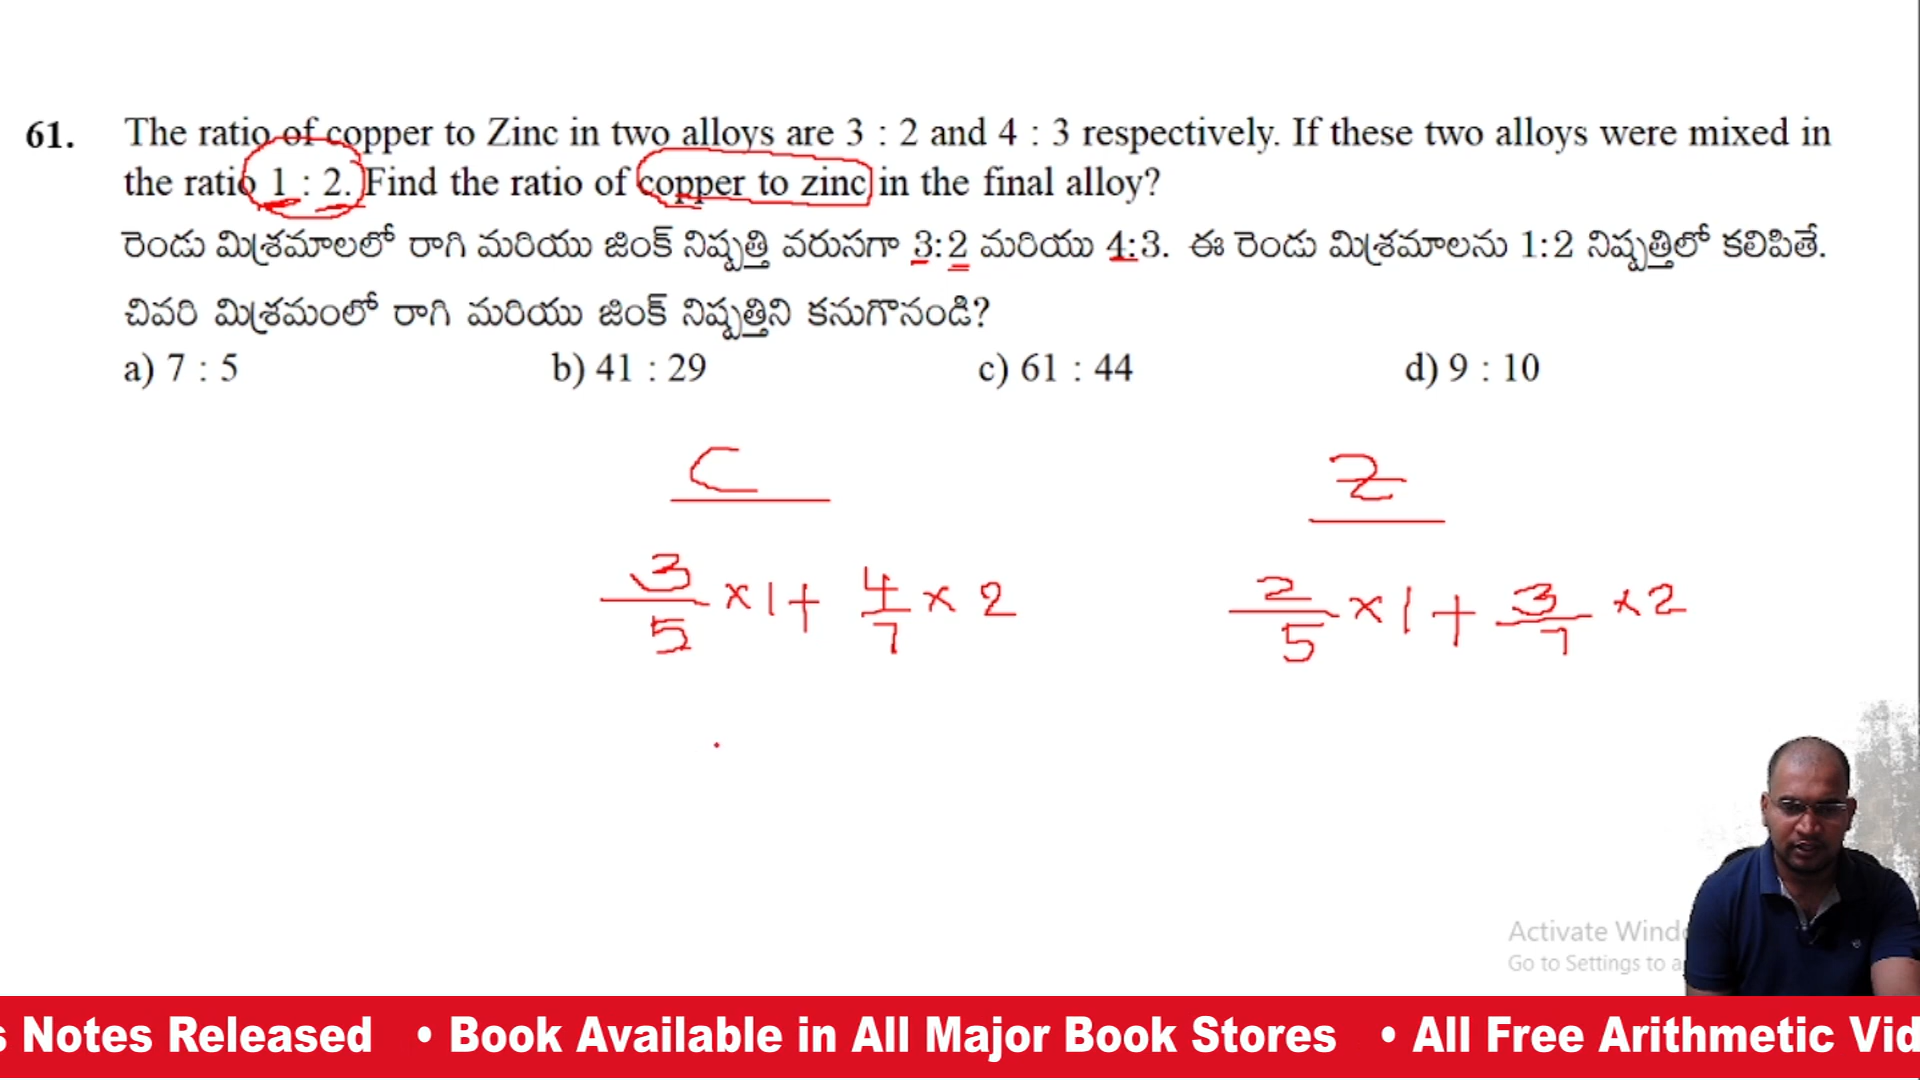 61. The ratio of copper to Zinc in two alloys are 3 : 2 and 4 : 3 respectively. If these two alloys were mixed in
the ratio 1 : 2. Find the ratio of copper to zinc in the final alloy?
రెండు మిశ్రమాలలో రాగి మరియు జింక్ నిష్పత్తి వరుసగా 3:2 మరియు 4:3. ఈ రెండు మిశ్రమాలను 1:2 నిష్పత్తిలో కలిపితే.
చివరి మిశ్రమంలో రాగి మరియు జింక్ నిష్పత్తిని కనుగొనండి?
a) 7 : 5 b) 41 : 29 c) 61 : 44 d) 9 : 10
C Z
3/5 × 1 + 4/7 × 2 2/5 × 1 + 3/7 × 2
Activate Wind
Go to Settings to a
s Notes Released • Book Available in All Major Book Stores • All Free Arithmetic Vid